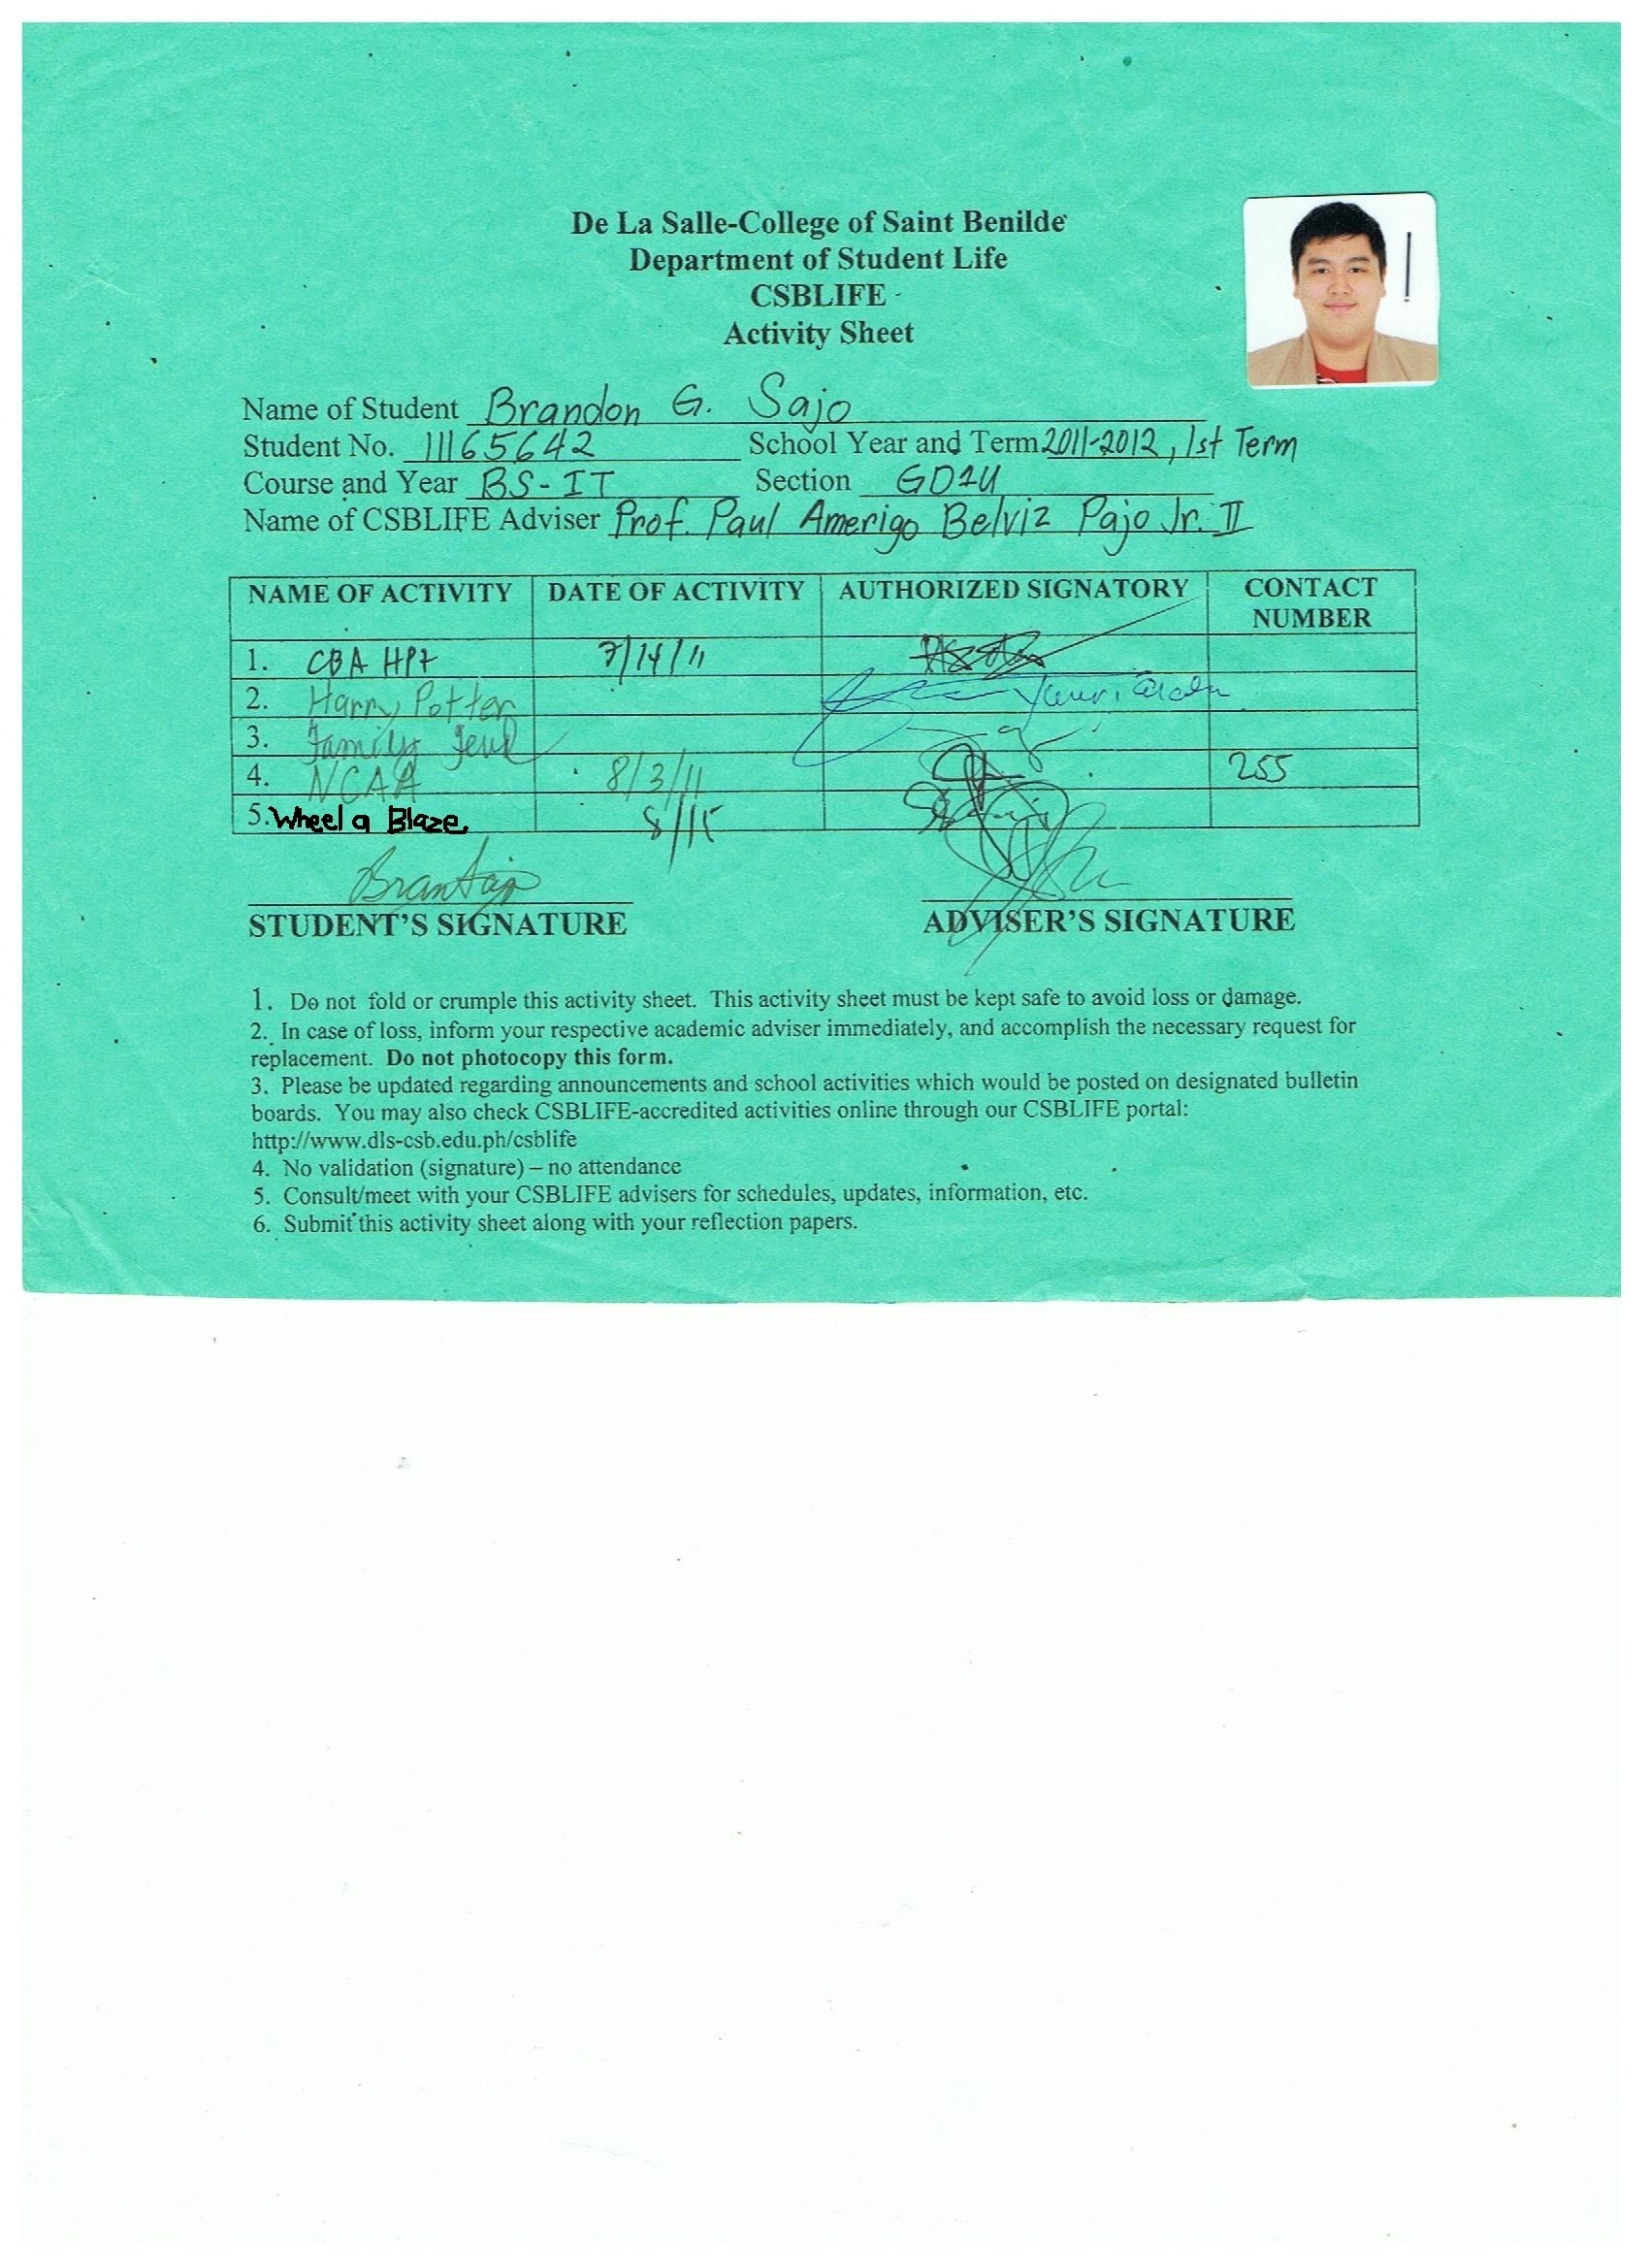 De La Salle-College of Saint Benilde
Department of Student Life
CSBLIFE
Activity Sheet
Name of Student Brandon G. Sajo
Student No. 11165642 School Year and Term 2011-2012, 1st Term
Course and Year BS-IT Section GD1U
Name of CSBLIFE Adviser Prof. Paul Amerigo Belviz Pajo Jr. II
NAME OF ACTIVITY DATE OF ACTIVITY AUTHORIZED SIGNATORY CONTACT NUMBER
1. CBA HP7 7/14/11
2. Harry Potter
3. Family Feud
4. NCAA 8/3/11 255
5. Wheel a Blaze 8/15
STUDENT'S SIGNATURE ADVISER'S SIGNATURE
1. Do not fold or crumple this activity sheet. This activity sheet must be kept safe to avoid loss or damage.
2. In case of loss, inform your respective academic adviser immediately, and accomplish the necessary request for
replacement. Do not photocopy this form.
3. Please be updated regarding announcements and school activities which would be posted on designated bulletin
boards. You may also check CSBLIFE-accredited activities online through our CSBLIFE portal:
http://www.dls-csb.edu.ph/csblife
4. No validation (signature) – no attendance
5. Consult/meet with your CSBLIFE advisers for schedules, updates, information, etc.
6. Submit this activity sheet along with your reflection papers.